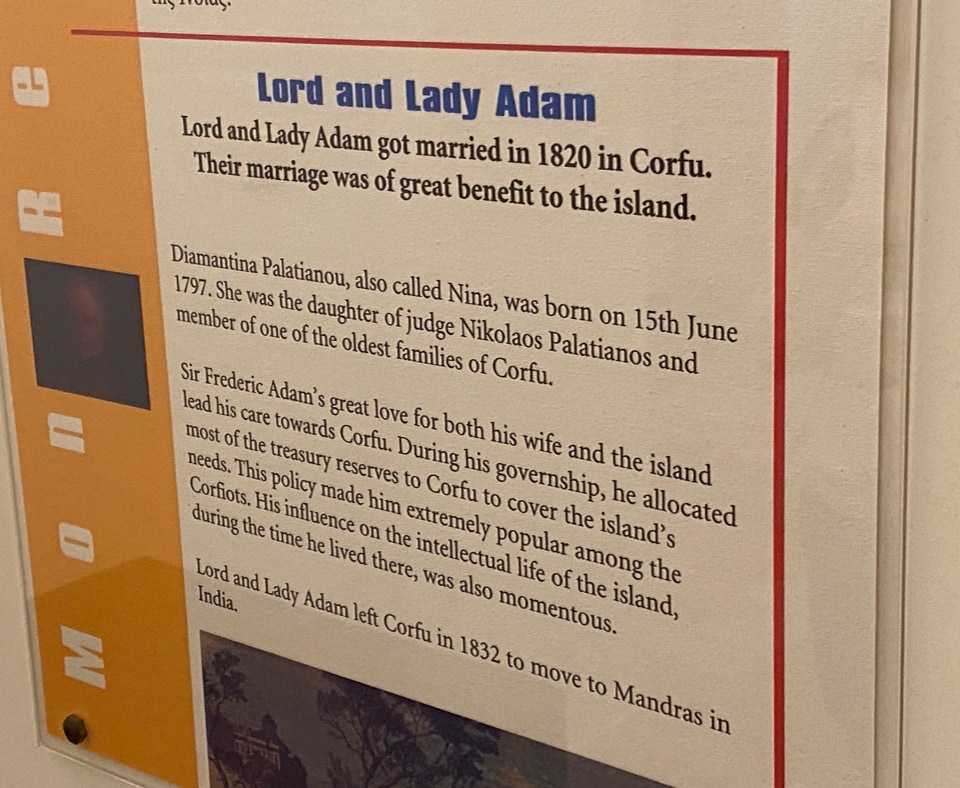 Lord and Lady Adam
Lord and Lady Adam got married in 1820 in Corfu.
Their marriage was of great benefit to the island.
Diamantina Palatianou, also called Nina, was born on 15th June
1797. She was the daughter of judge Nikolaos Palatianos and
member of one of the oldest families of Corfu.
Sir Frederic Adam's great love for both his wife and the island
lead his care towards Corfu. During his governship, he allocated
most of the treasury reserves to Corfu to cover the island's
needs. This policy made him extremely popular among the
Corfiots. His influence on the intellectual life of the island,
during the time he lived there, was also momentous.
Lord and Lady Adam left Corfu in 1832 to move to Mandras in
India.
M o n R e